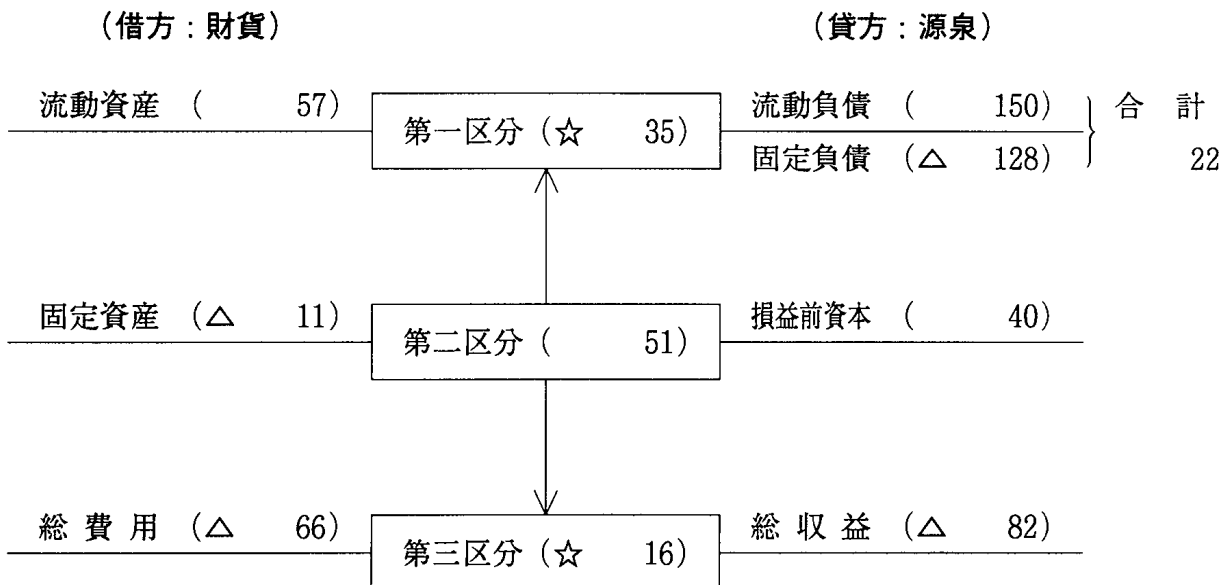 （借方：財貨） （貸方：源泉）
流動資産 （ 57） 第一区分（☆ 35） 流動負債 （ 150） 合 計
固定負債 （△ 128） 22
固定資産 （△ 11） 第二区分（ 51） 損益前資本 （ 40）
総 費 用 （△ 66） 第三区分（☆ 16） 総 収 益 （△ 82）